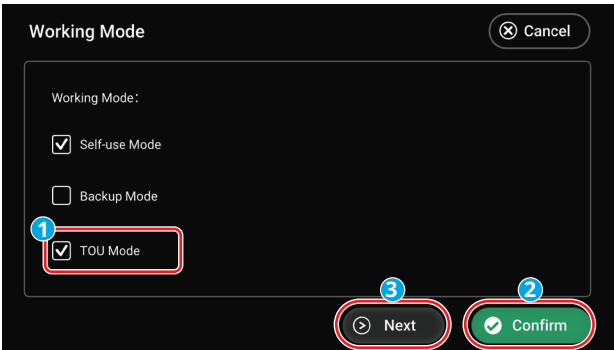 Working Mode
Cancel
Working Mode:
Self-use Mode
Backup Mode
1
TOU Mode
3
2
Next
Confirm